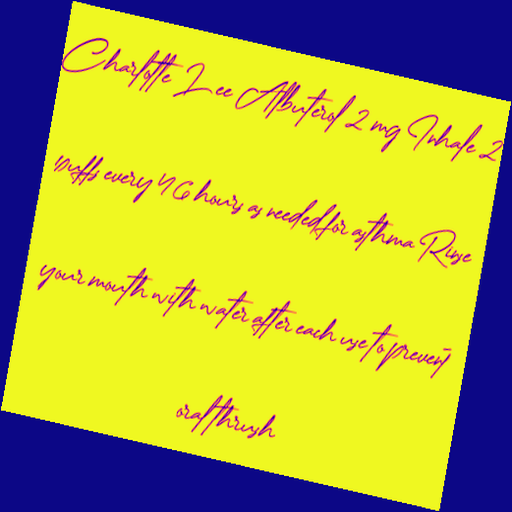 Charlotte Lee Albuterol 2 mg Inhale 2
puffs every 4 6 hours as needed for asthma Rinse
your mouth with water after each use to prevent
oral thrush